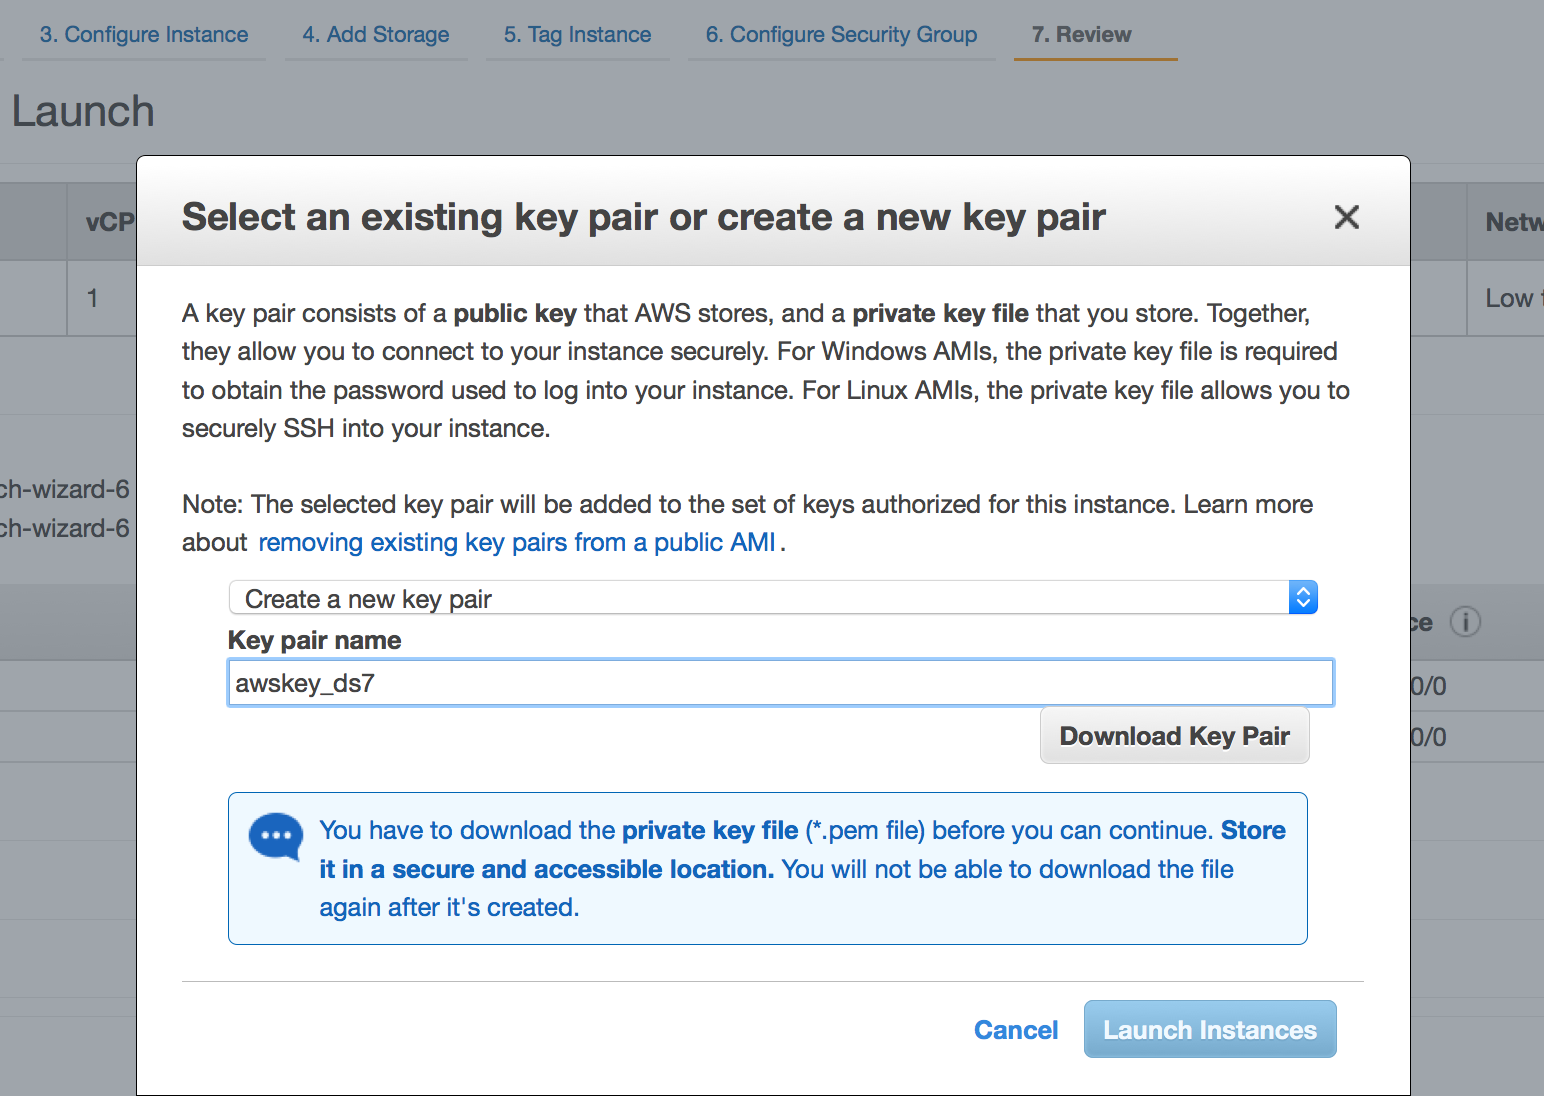 3. Configure Instance 4. Add Storage 5. Tag Instance 6. Configure Security Group 7. Review
Launch
Select an existing key pair or create a new key pair
A key pair consists of a public key that AWS stores, and a private key file that you store. Together,
they allow you to connect to your instance securely. For Windows AMIs, the private key file is required
to obtain the password used to log into your instance. For Linux AMIs, the private key file allows you to
securely SSH into your instance.
Note: The selected key pair will be added to the set of keys authorized for this instance. Learn more
about removing existing key pairs from a public AMI.
Create a new key pair
Key pair name
awskey_ds7
Download Key Pair
You have to download the private key file (*.pem file) before you can continue. Store
it in a secure and accessible location. You will not be able to download the file
again after it's created.
Cancel Launch Instances
vCP
1
ch-wizard-6
ch-wizard-6
Netw
Low
ce
0/0
0/0